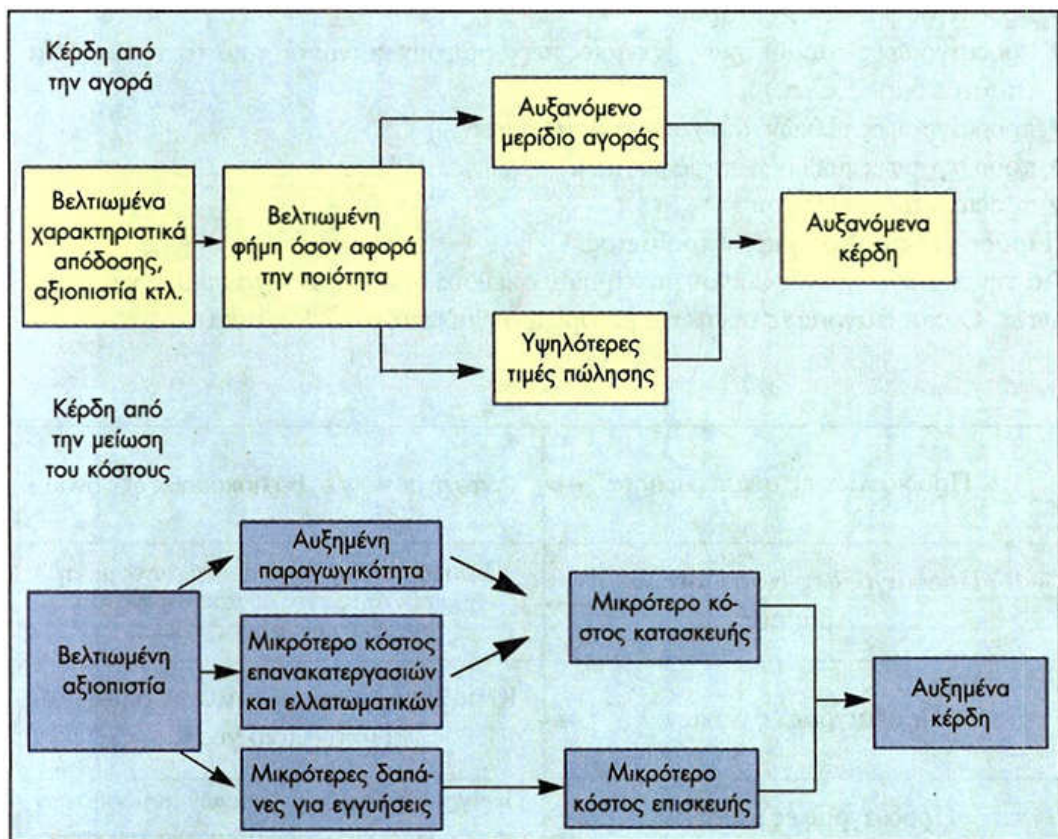 Κέρδη από
την αγορά
Αυξανόμενο
μερίδιο αγοράς
Βελτιωμένα
χαρακτηριστικά
απόδοσης,
αξιοπιστία κτλ.
Βελτιωμένη
φήμη όσον αφορά
την ποιότητα
Αυξανόμενα
κέρδη
Υψηλότερες
τιμές πώλησης
Κέρδη από
την μείωση
του κόστους
Αυξημένη
παραγωγικότητα
Βελτιωμένη
αξιοπιστία
Μικρότερο κόστος
επανακατεργασιών
και ελλατωματικών
Μικρότερο κό-
στος κατασκευής
Αυξημένα
κέρδη
Μικρότερες δαπά-
νες για εγγυήσεις
Μικρότερο
κόστος επισκευής